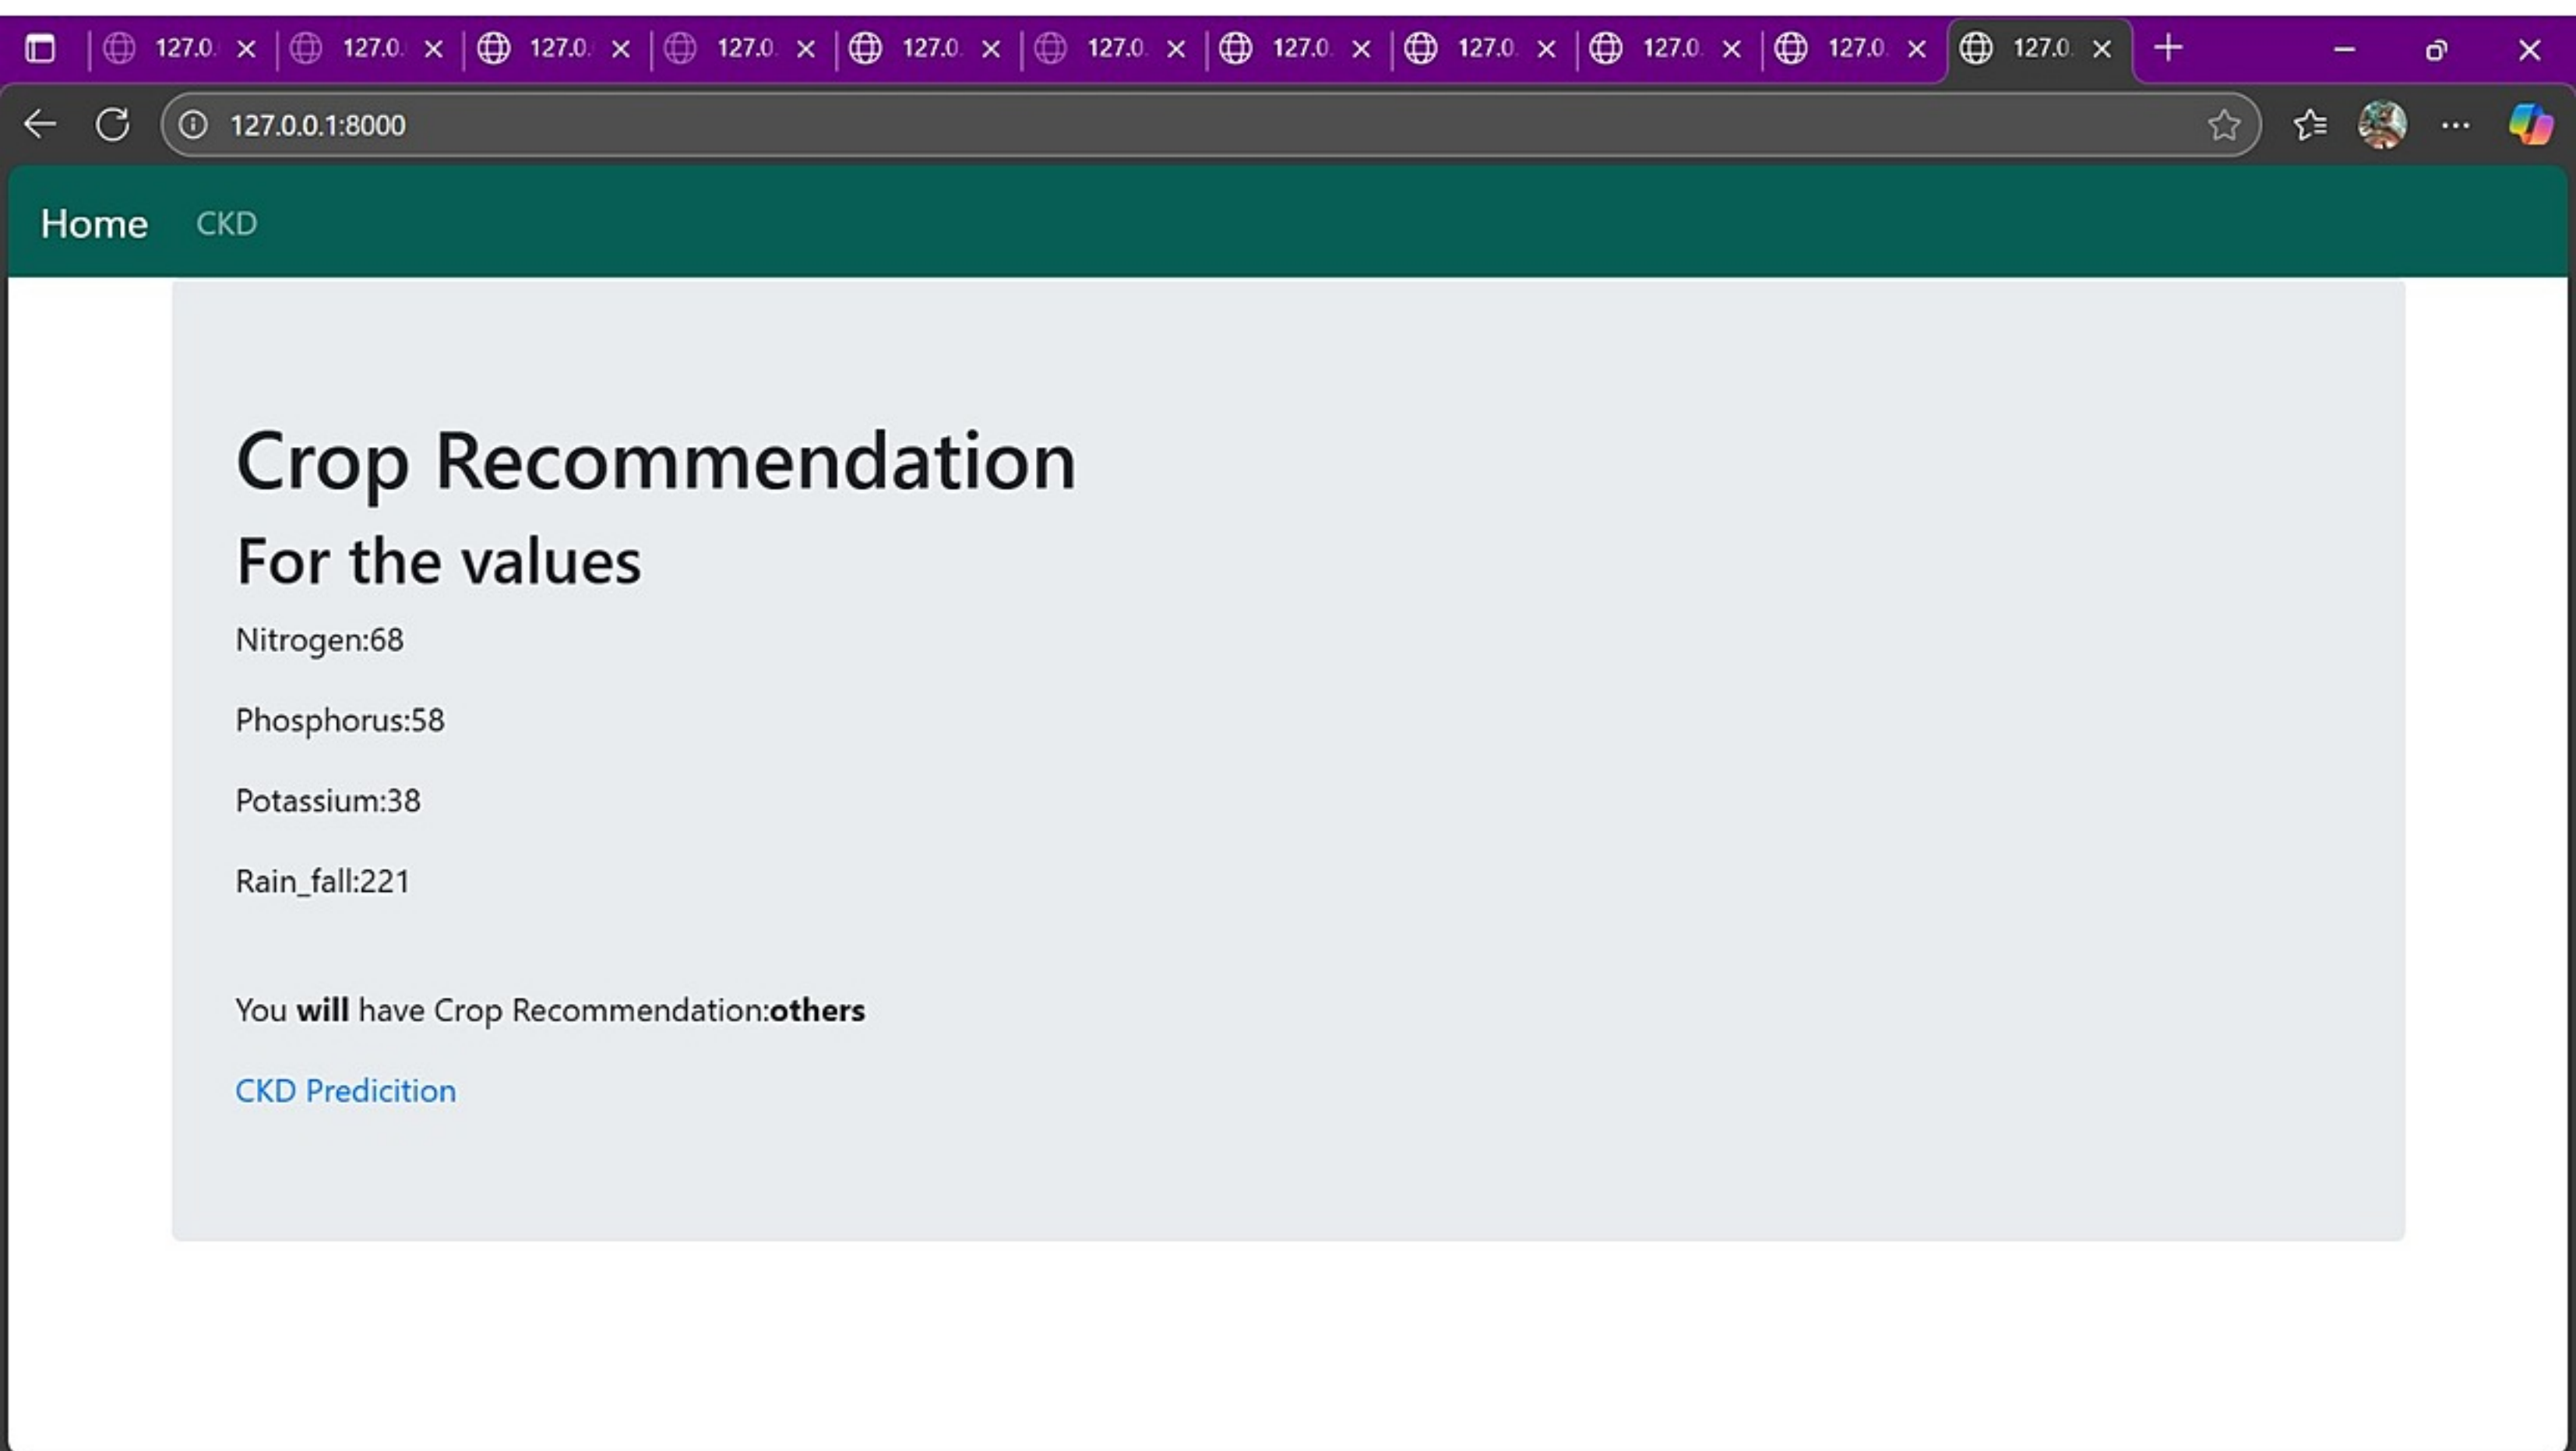 127.0. 127.0. 127.0. 127.0. 127.0. 127.0. 127.0. 127.0. 127.0. 127.0. 127.0.
127.0.0.1:8000
Home CKD
Crop Recommendation
For the values
Nitrogen:68
Phosphorus:58
Potassium:38
Rain_fall:221
You will have Crop Recommendation:others
CKD Predicition